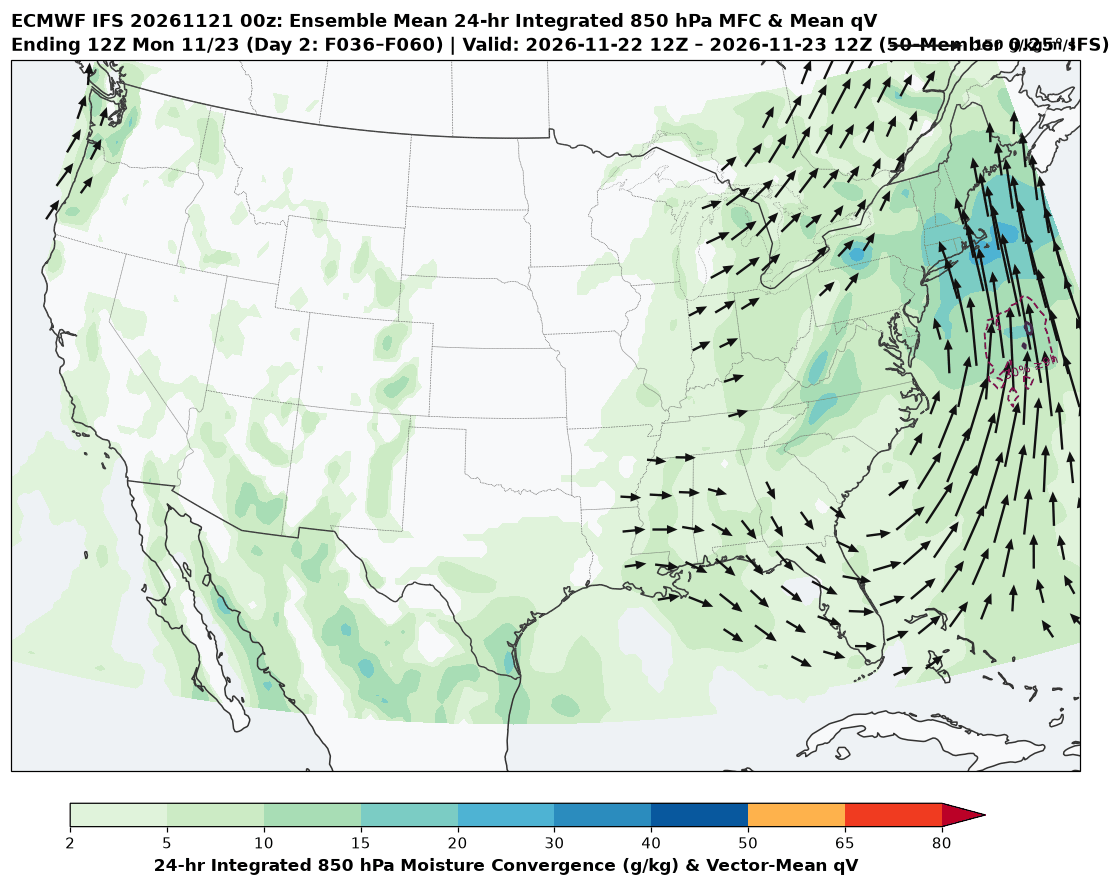 ECMWF IFS 20261121 00z: Ensemble Mean 24-hr Integrated 850 hPa MFC & Mean qV
Ending 12Z Mon 11/23 (Day 2: F036–F060) | Valid: 2026-11-22 12Z – 2026-11-23 12Z (50-Member 0.25° IFS)
2 5 10 15 20 30 40 50 65 80
24-hr Integrated 850 hPa Moisture Convergence (g/kg) & Vector-Mean qV